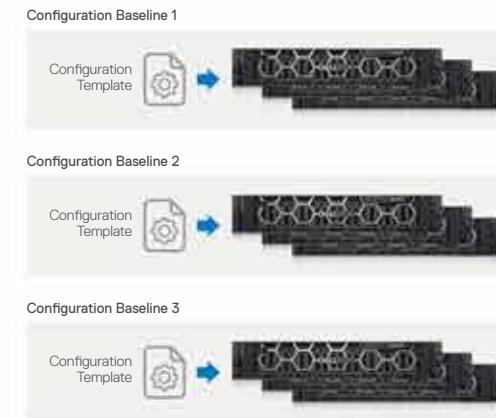 Configuration Baseline 1
Configuration
Template
Configuration Baseline 2
Configuration
Template
Configuration Baseline 3
Configuration
Template